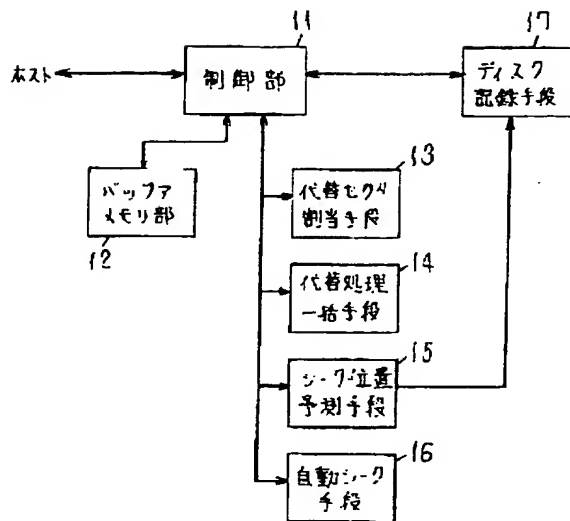 11
17
ホスト
制御部
ディスク
記録手段
13
バッファ
メモリ部
12
代替セクタ
割当手段
14
代替処理
一括手段
15
シーク位置
予測手段
16
自動シーク
手段